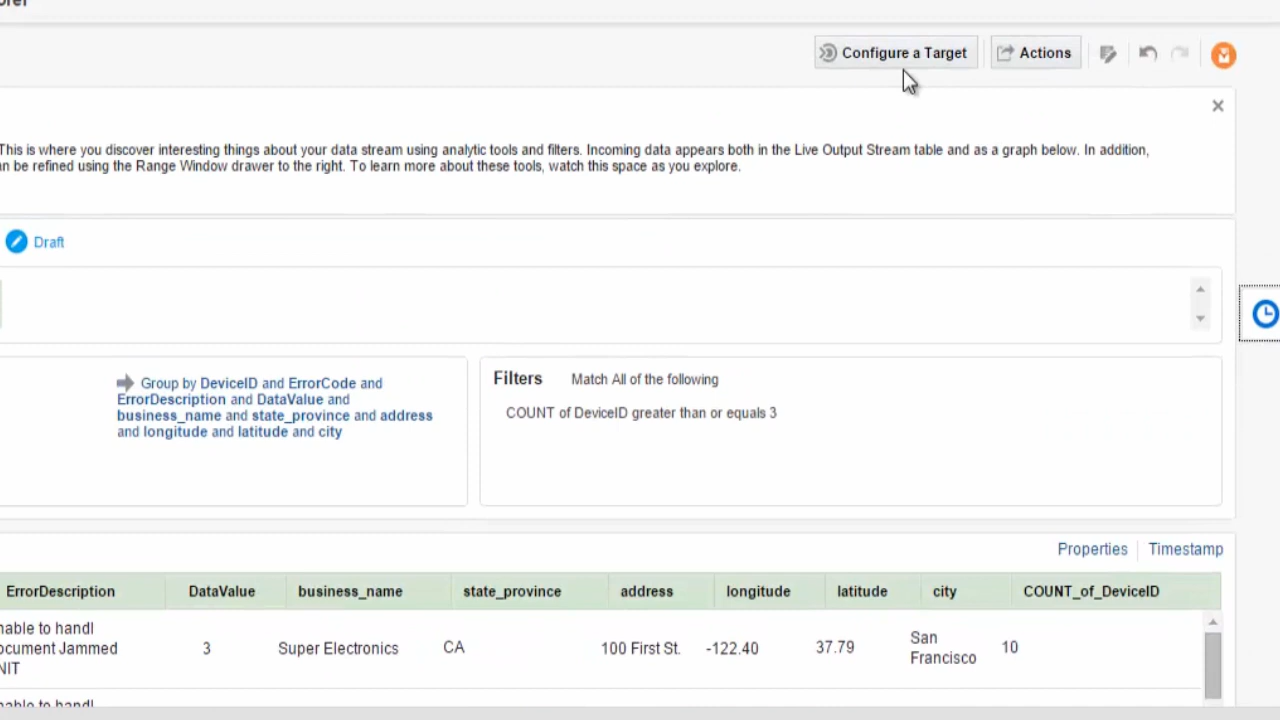 Configure a Target
Actions
This is where you discover interesting things about your data stream using analytic tools and filters. Incoming data appears both in the Live Output Stream table and as a graph below. In addition,
be refined using the Range Window drawer to the right. To learn more about these tools, watch this space as you explore.
Draft
Group by DeviceID and ErrorCode and
ErrorDescription and DataValue and
business_name and state_province and address
and longitude and latitude and city
Filters Match All of the following
COUNT of DeviceID greater than or equals 3
Properties Timestamp
ErrorDescription DataValue business_name state_province address longitude latitude city COUNT_of_DeviceID
to handl
Jammed
3 Super Electronics CA 100 First St. -122.40 37.79 San Francisco 10
to handl